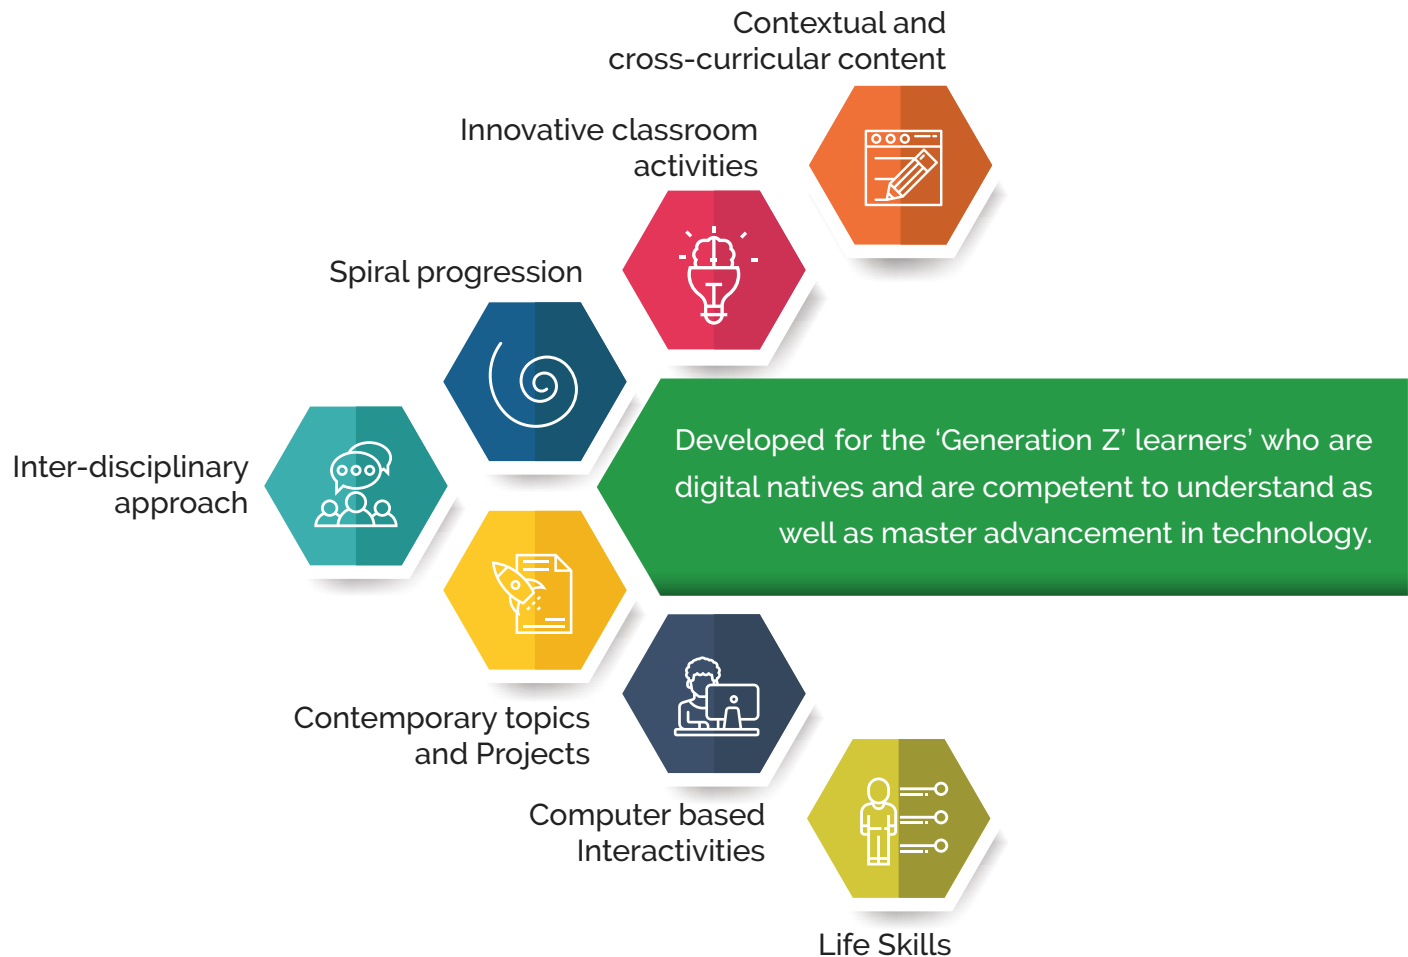 Contextual and
cross-curricular content
Innovative classroom
activities
Spiral progression
Inter-disciplinary
approach
Developed for the ‘Generation Z’ learners’ who are
digital natives and are competent to understand as
well as master advancement in technology.
Contemporary topics
and Projects
Computer based
Interactivities
Life Skills